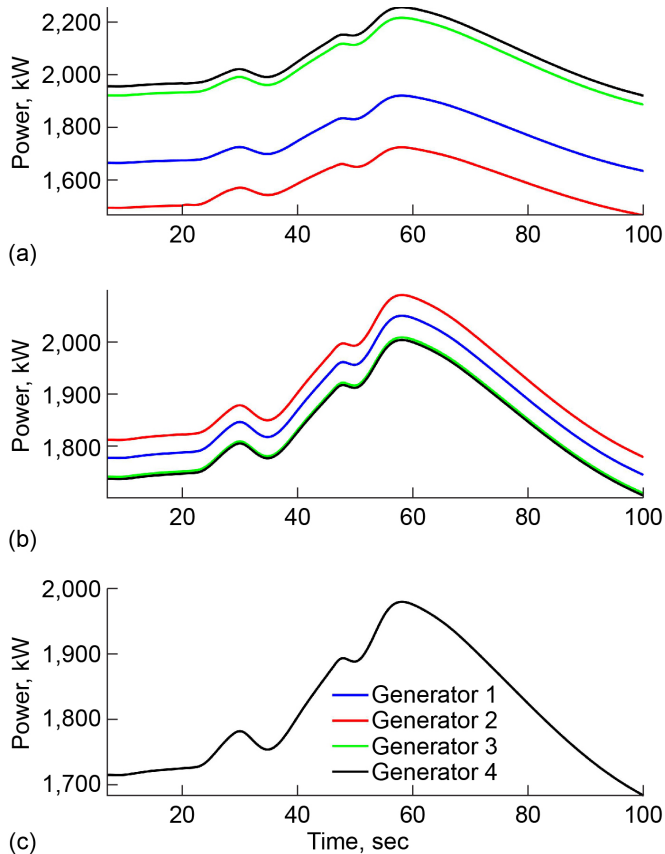 2,200
2,000
1,800
1,600
Power, kW
20 40 60 80 100
(a)
2,000
1,900
1,800
Power, kW
20 40 60 80 100
(b)
2,000
1,900
1,800
1,700
Power, kW
Generator 1
Generator 2
Generator 3
Generator 4
20 40 60 80 100
(c)
Time, sec